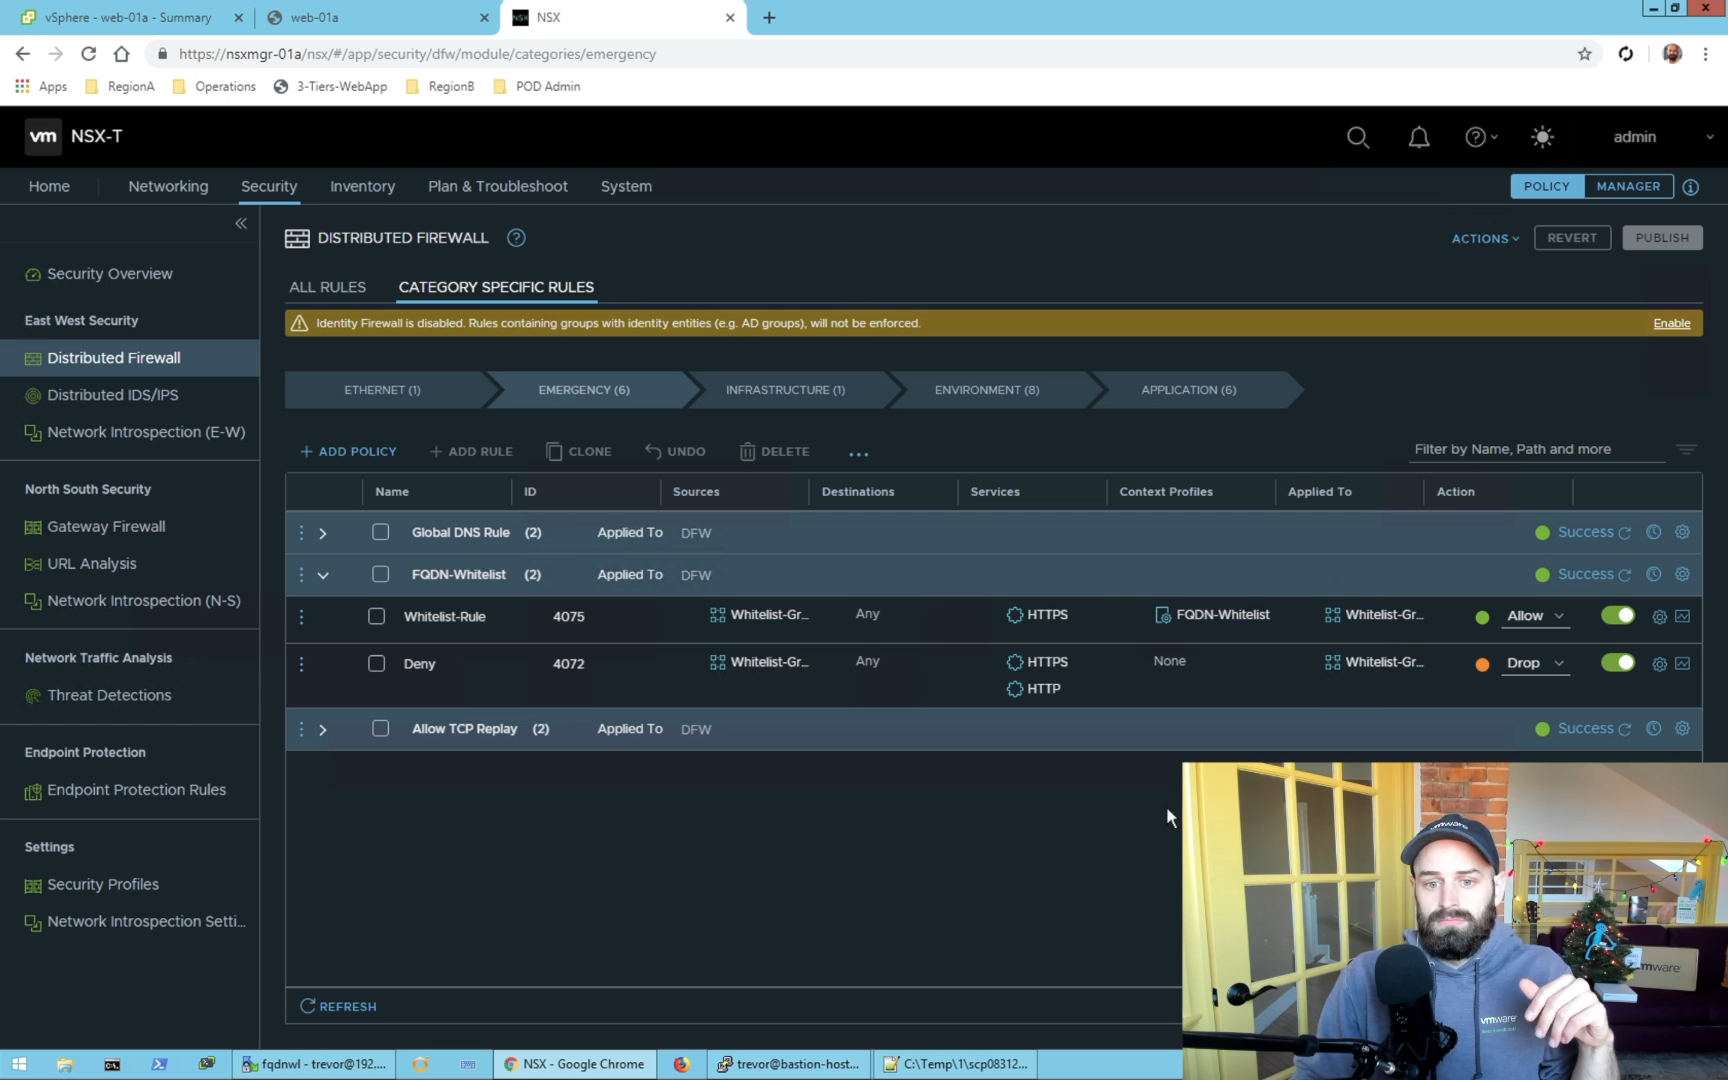 vSphere - web-01a - Summary
web-01a
NSX NSX
https://nsxmgr-01a/nsx/#/app/security/dfw/module/categories/emergency
Apps RegionA Operations 3-Tiers-WebApp RegionB POD Admin
vm NSX-T
admin
Home Networking Security Inventory Plan & Troubleshoot System
POLICY MANAGER
Security Overview
East West Security
Distributed Firewall
Distributed IDS/IPS
Network Introspection (E-W)
North South Security
Gateway Firewall
URL Analysis
Network Introspection (N-S)
Network Traffic Analysis
Threat Detections
Endpoint Protection
Endpoint Protection Rules
Settings
Security Profiles
Network Introspection Setti...
DISTRIBUTED FIREWALL
ACTIONS REVERT PUBLISH
ALL RULES CATEGORY SPECIFIC RULES
Identity Firewall is disabled. Rules containing groups with identity entities (e.g. AD groups), will not be enforced. Enable
ETHERNET (1) EMERGENCY (6) INFRASTRUCTURE (1) ENVIRONMENT (8) APPLICATION (6)
+ ADD POLICY + ADD RULE CLONE UNDO DELETE ... Filter by Name, Path and more
Name ID Sources Destinations Services Context Profiles Applied To Action
Global DNS Rule (2) Applied To DFW Success
FQDN-Whitelist (2) Applied To DFW Success
Whitelist-Rule 4075 Whitelist-Gr... Any HTTPS FQDN-Whitelist Whitelist-Gr... Allow
Deny 4072 Whitelist-Gr... Any HTTPS None Whitelist-Gr... Drop
HTTP
Allow TCP Replay (2) Applied To DFW Success
REFRESH
vmware
vmware
mware
fqdnwl - trevor@192.... NSX - Google Chrome trevor@bastion-host... C:\Temp\1\scp08312...